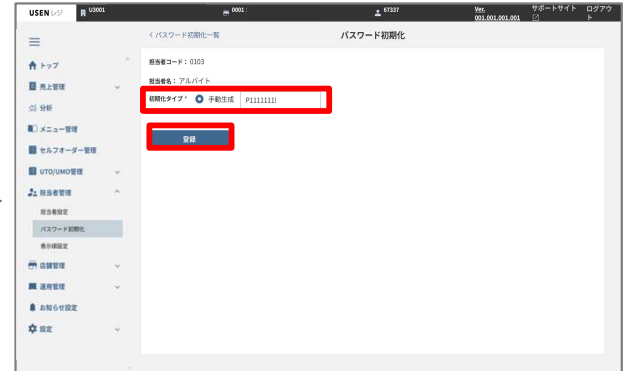 USEN レジ U3001 0001: 67337 Ver. 001.001.001.001 サポートサイト ログアウト
< パスワード初期化一覧 パスワード初期化
トップ
売上管理
分析
メニュー管理
セルフオーダー管理
UTO/UMO管理
担当者管理
担当者設定
パスワード初期化
表示順設定
店舗管理
運用管理
お知らせ設定
設定
担当者コード： 0103
担当者名： アルバイト
初期化タイプ * 手動生成 P1111111!
登録